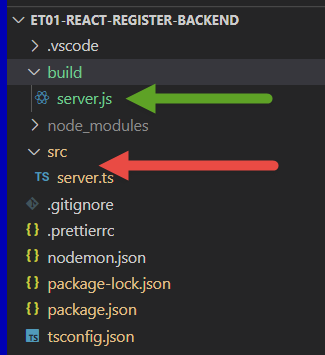 ET01-REACT-REGISTER-BACKEND
.vscode
build
server.js
node_modules
src
TS server.ts
.gitignore
.prettierrc
{} nodemon.json
{} package-lock.json
{} package.json
TS tsconfig.json